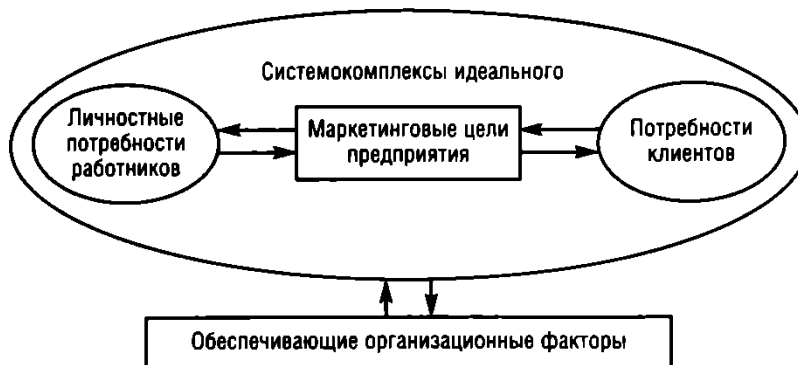 Системокомплексы идеального
Личностные
потребности
работников
Маркетинговые цели
предприятия
Потребности
клиентов
Обеспечивающие организационные факторы